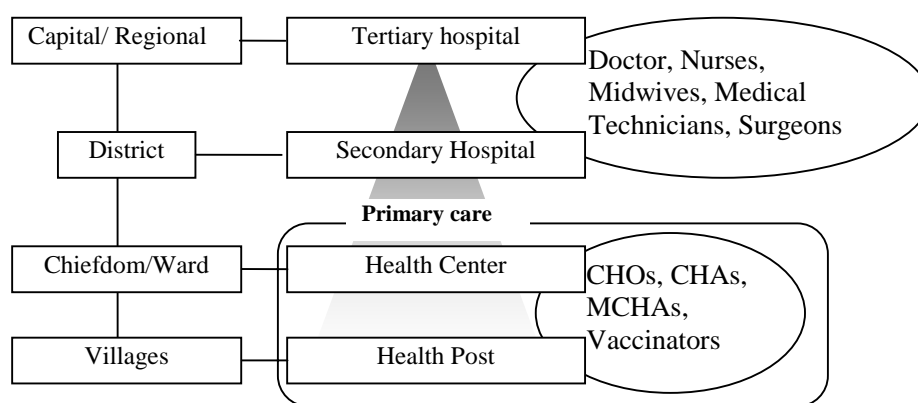 Capital/ Regional
Tertiary hospital
Doctor, Nurses,
Midwives, Medical
Technicians, Surgeons
District
Secondary Hospital
Primary care
Chiefdom/Ward
Health Center
CHOs, CHAs,
MCHAs,
Vaccinators
Villages
Health Post